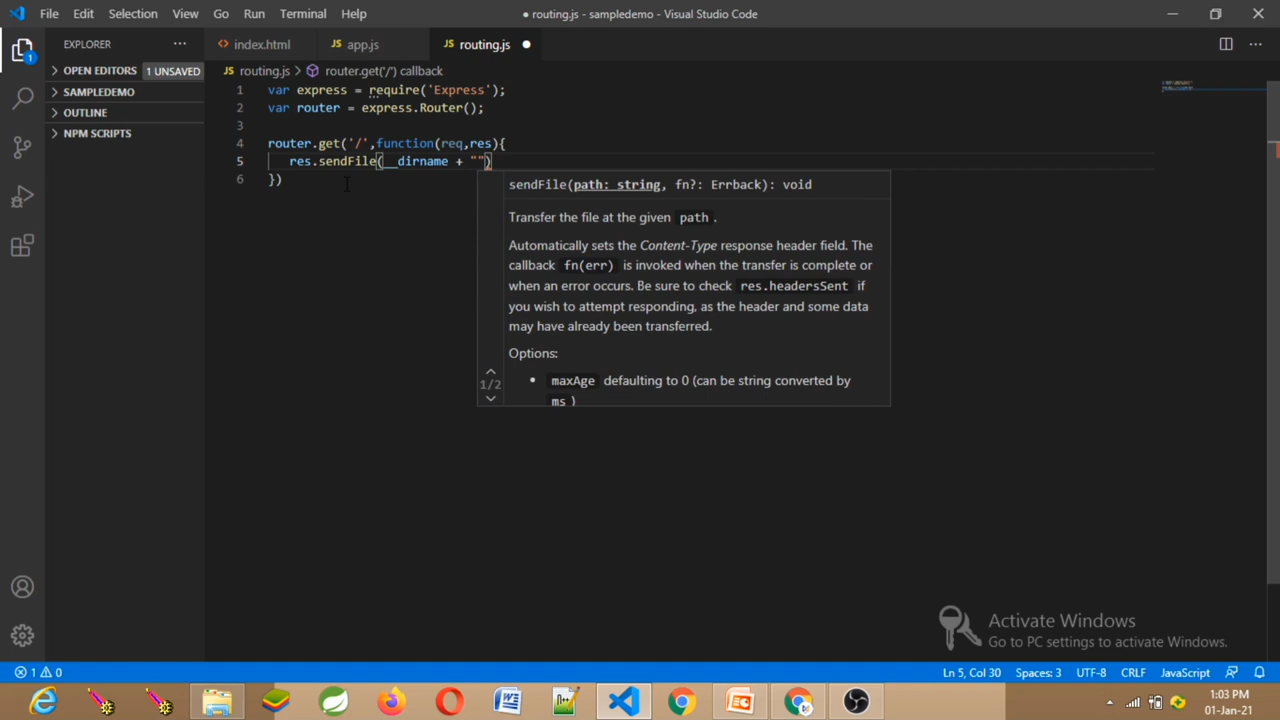 File Edit Selection View Go Run Terminal Help
● routing.js - sampledemo - Visual Studio Code
EXPLORER ···
<> index.html
JS app.js
JS routing.js ●
1
> OPEN EDITORS 1 UNSAVED
> SAMPLEDEMO
> OUTLINE
> NPM SCRIPTS
JS routing.js > router.get('/') callback
1 var express = require('Express');
2 var router = express.Router();
3
4 router.get('/',function(req,res){
5 res.sendFile(__dirname + "")
6 })
sendFile(path: string, fn?: Errback): void
Transfer the file at the given path .
Automatically sets the Content-Type response header field. The
callback fn(err) is invoked when the transfer is complete or
when an error occurs. Be sure to check res.headersSent if
you wish to attempt responding, as the header and some data
may have already been transferred.
Options:
1/2
• maxAge defaulting to 0 (can be string converted by
ms )
Activate Windows
Go to PC settings to activate Windows.
1 0
Ln 5, Col 30 Spaces: 3 UTF-8 CRLF JavaScript
1:03 PM
01-Jan-21